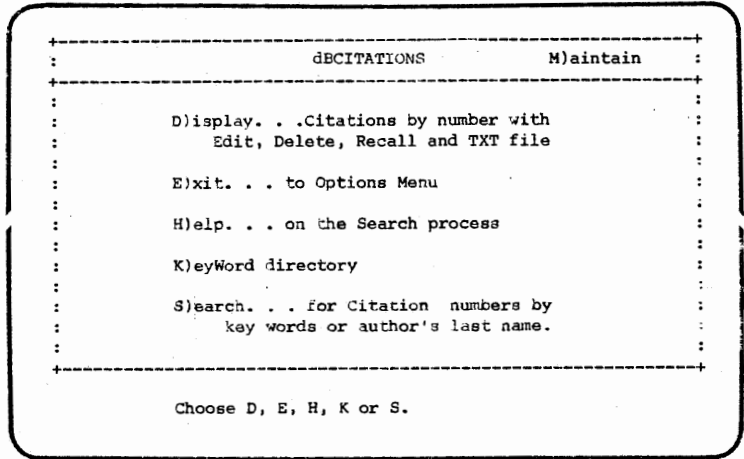 dBCITATIONS M)aintain
D)isplay. . .Citations by number with
Edit, Delete, Recall and TXT file
E)xit. . . to Options Menu
H)elp. . . on the Search process
K)eyWord directory
S)earch. . . for Citation numbers by
key words or author's last name.
Choose D, E, H, K or S.